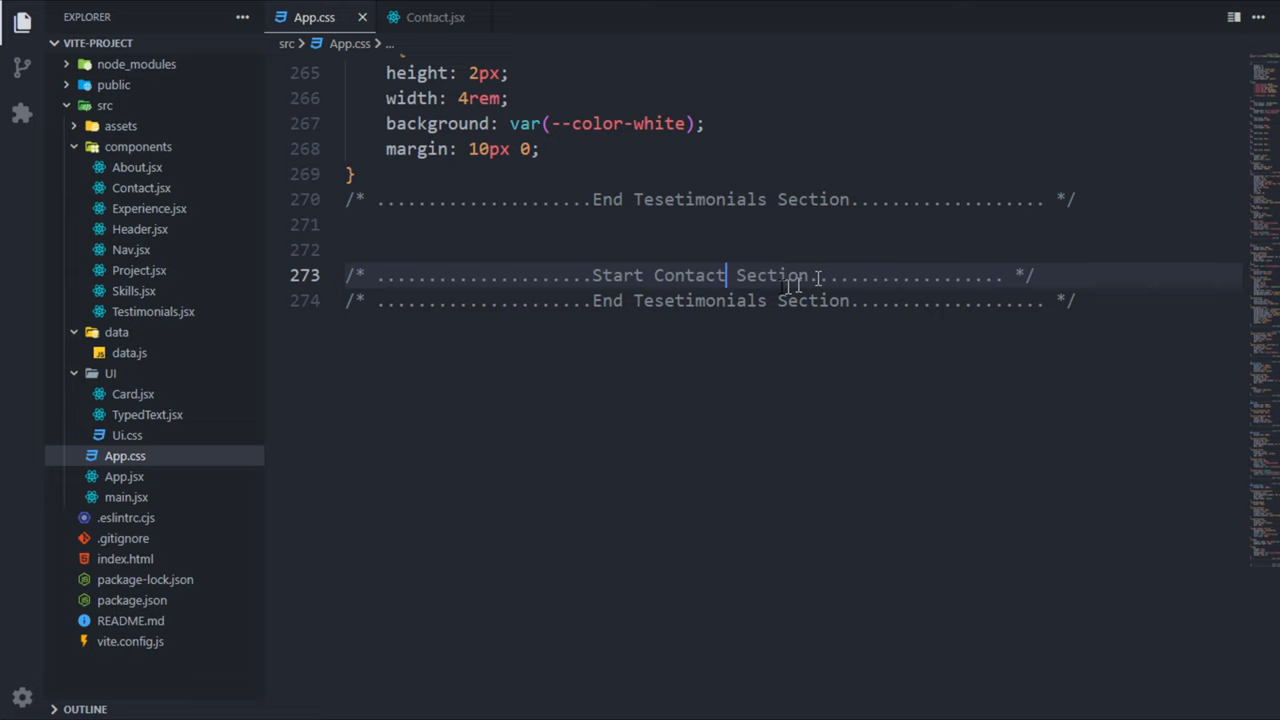 EXPLORER
App.css
Contact.jsx
VITE-PROJECT
src > App.css > ...
node_modules
public
src
assets
components
About.jsx
Contact.jsx
Experience.jsx
Header.jsx
Nav.jsx
Project.jsx
Skills.jsx
Testimonials.jsx
data
data.js
UI
Card.jsx
TypedText.jsx
Ui.css
App.css
App.jsx
main.jsx
.eslintrc.cjs
.gitignore
index.html
package-lock.json
package.json
README.md
vite.config.js
OUTLINE
265 height: 2px;
266 width: 4rem;
267 background: var(--color-white);
268 margin: 10px 0;
269 }
270 /* .....................End Tesetimonials Section................... */
271
272
273 /* .....................Start Contact Section................... */
274 /* .....................End Tesetimonials Section................... */